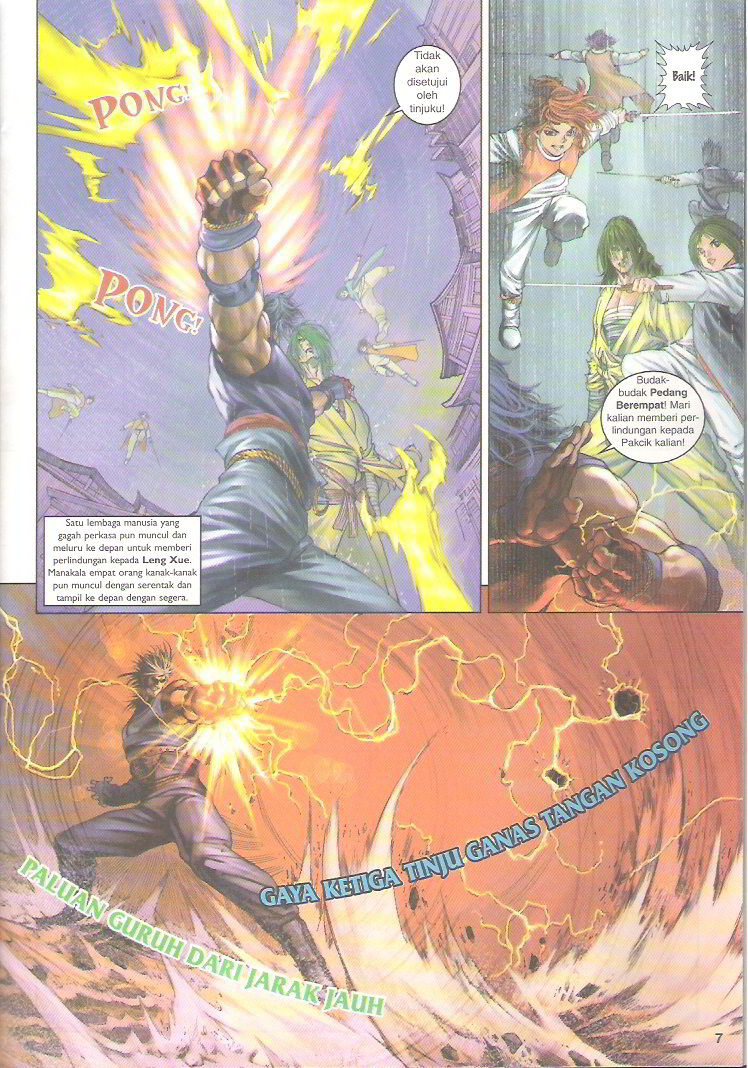 PONG!
Tidak
akan
disetujui
oleh
tinjuku!
PONG!
Satu lembaga manusia yang
gagah perkasa pun muncul dan
meluru ke depan untuk memberi
perlindungan kepada Leng Xue.
Manakala empat orang kanak-kanak
pun muncul dengan serentak dan
tampil ke depan dengan segera.
Baik!
Budak-
budak Pedang
Berempat! Mari
kalian memberi per-
lindungan kepada
Pakcik kalian!
GAYA KETIGA TINJU GANAS TANGAN KOSONG
PALUAN GURUH DARI JARAK JAUH
7